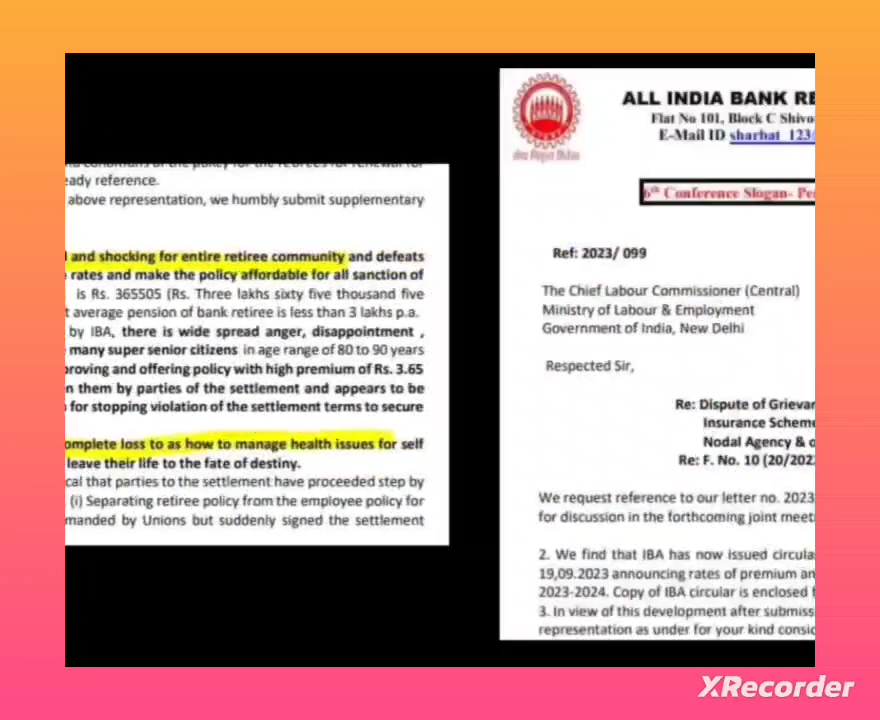 eady reference.
above representation, we humbly submit supplementary
and shocking for entire retiree community and defeats
rates and make the policy affordable for all sanction of
is Rs. 365505 (Rs. Three lakhs sixty five thousand five
t average pension of bank retiree is less than 3 lakhs p.a.
by IBA, there is wide spread anger, disappointment ,
many super senior citizens in age range of 80 to 90 years
proving and offering policy with high premium of Rs. 3.65
n them by parties of the settlement and appears to be
for stopping violation of the settlement terms to secure
omplete loss to as how to manage health issues for self
leave their life to the fate of destiny.
cal that parties to the settlement have proceeded step by
(i) Separating retiree policy from the employee policy for
manded by Unions but suddenly signed the settlement
ALL INDIA BANK RE
Flat No 101, Block C Shivo
E-Mail ID sharbat_123
6th Conference Slogan- Pe
Ref: 2023/ 099
The Chief Labour Commissioner (Central)
Ministry of Labour & Employment
Government of India, New Delhi
Respected Sir,
Re: Dispute of Grievan
Insurance Scheme
Nodal Agency & o
Re: F. No. 10 (20/202
We request reference to our letter no. 2023
for discussion in the forthcoming joint meeti
2. We find that IBA has now issued circula
19,09.2023 announcing rates of premium an
2023-2024. Copy of IBA circular is enclosed f
3. In view of this development after submiss
representation as under for your kind consid
XRecorder